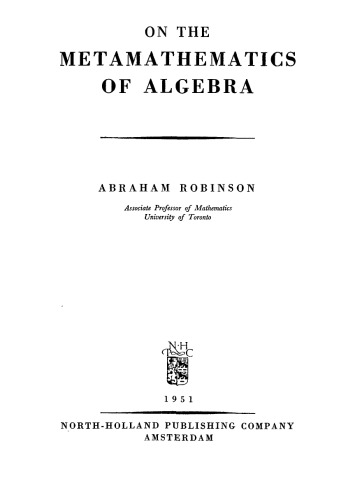 ON THE
METAMATHEMATICS
OF ALGEBRA
ABRAHAM ROBINSON
Associate Professor of Mathematics
University of Toronto
N·H
P C
1951
NORTH-HOLLAND PUBLISHING COMPANY
AMSTERDAM